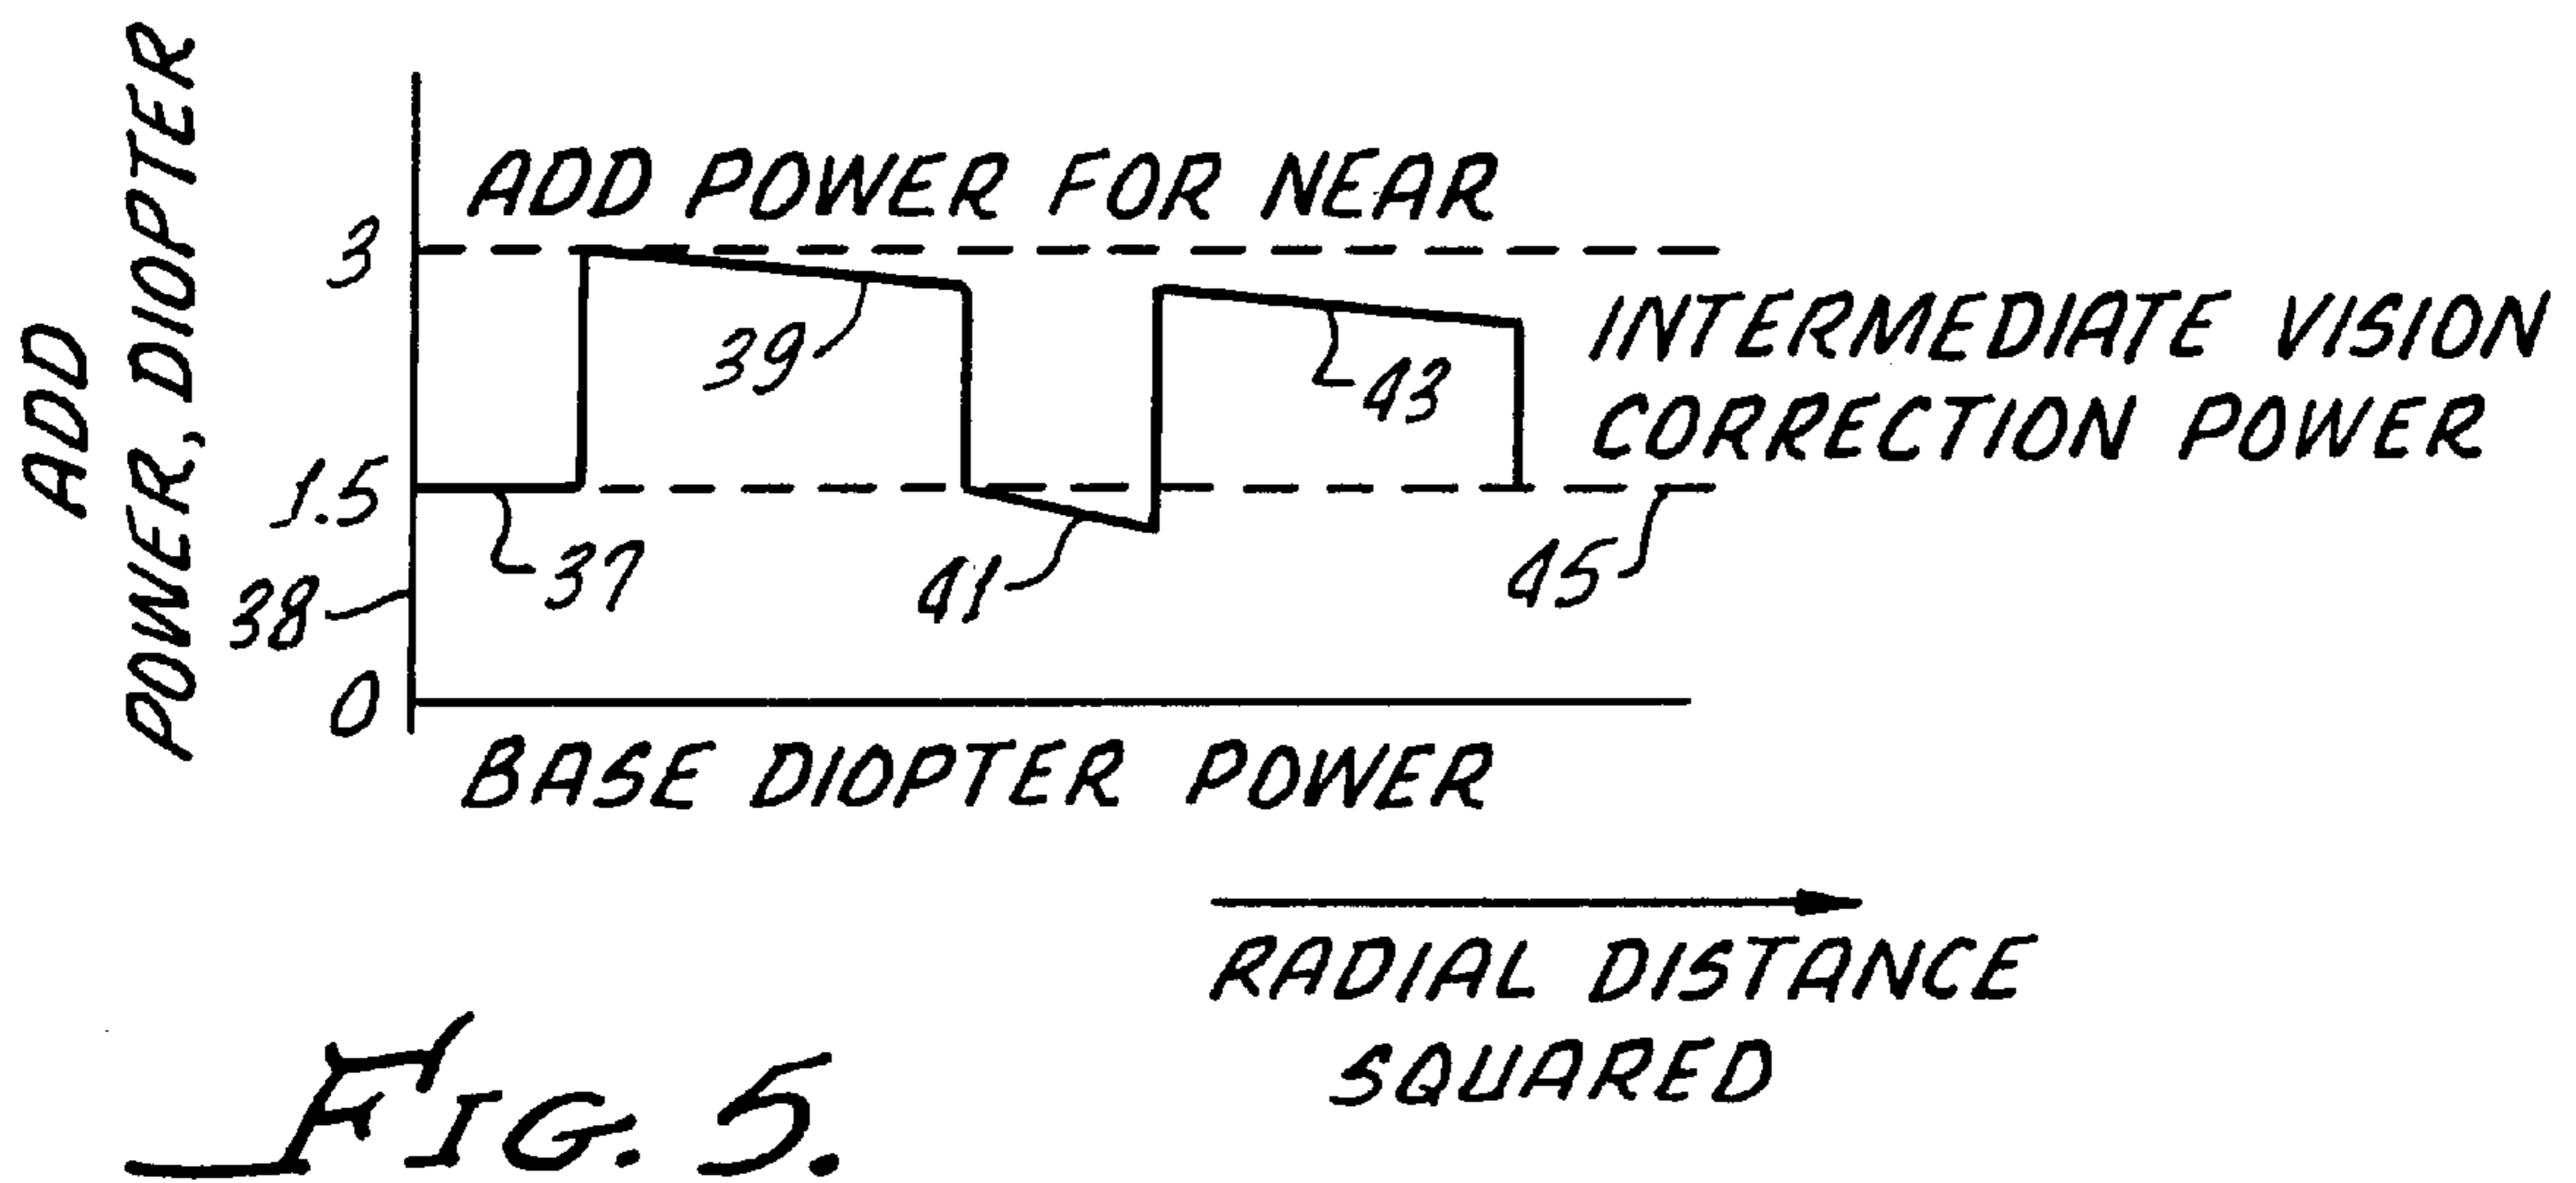 ADD
POWER, DIOPTER
ADD POWER FOR NEAR
3
INTERMEDIATE VISION
CORRECTION POWER
39
43
1.5
37
41
45
38
0
BASE DIOPTER POWER
RADIAL DISTANCE
SQUARED
FIG. 5.